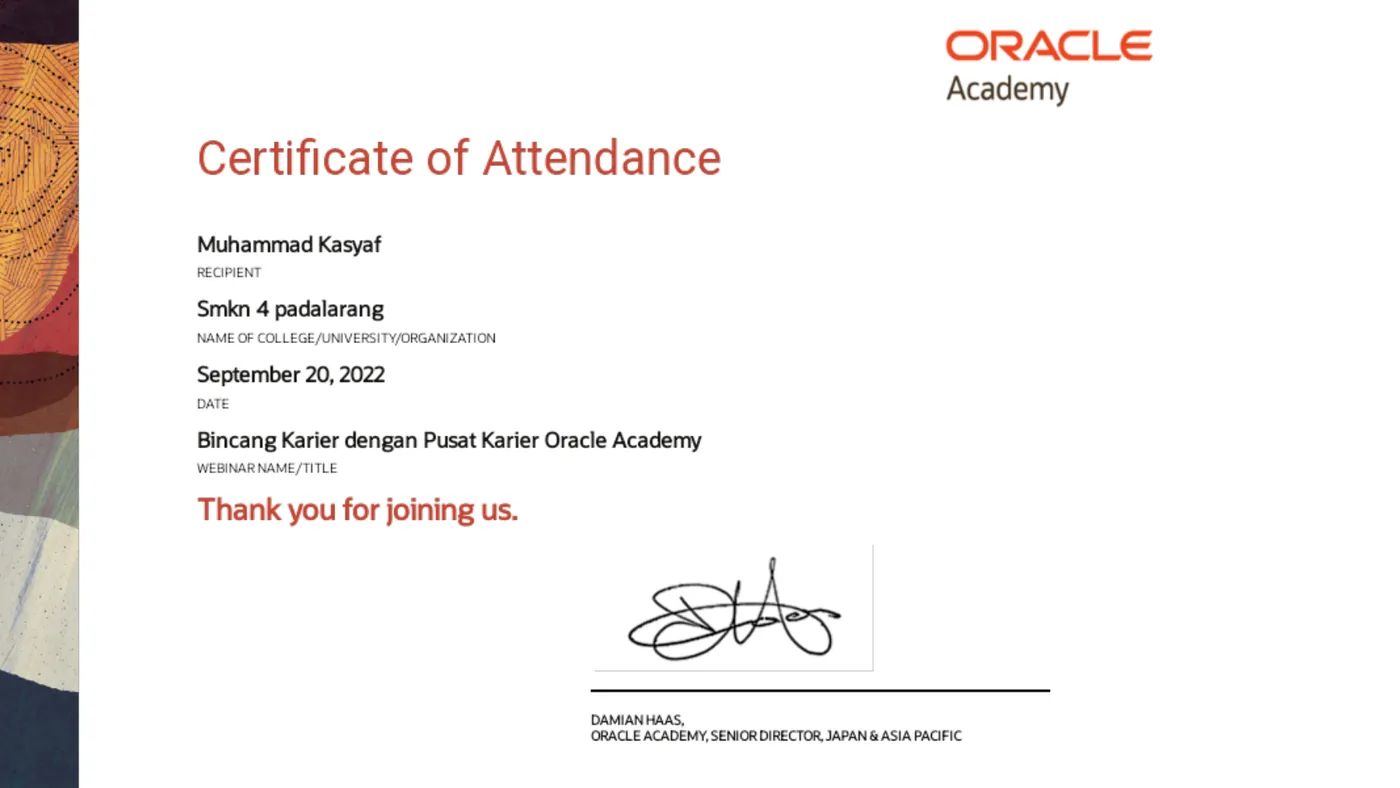 ORACLE
Academy
Certificate of Attendance
Muhammad Kasyaf
RECIPIENT
Smkn 4 padalarang
NAME OF COLLEGE/UNIVERSITY/ORGANIZATION
September 20, 2022
DATE
Bincang Karier dengan Pusat Karier Oracle Academy
WEBINAR NAME/TITLE
Thank you for joining us.
DAMIAN HAAS,
ORACLE ACADEMY, SENIOR DIRECTOR, JAPAN & ASIA PACIFIC